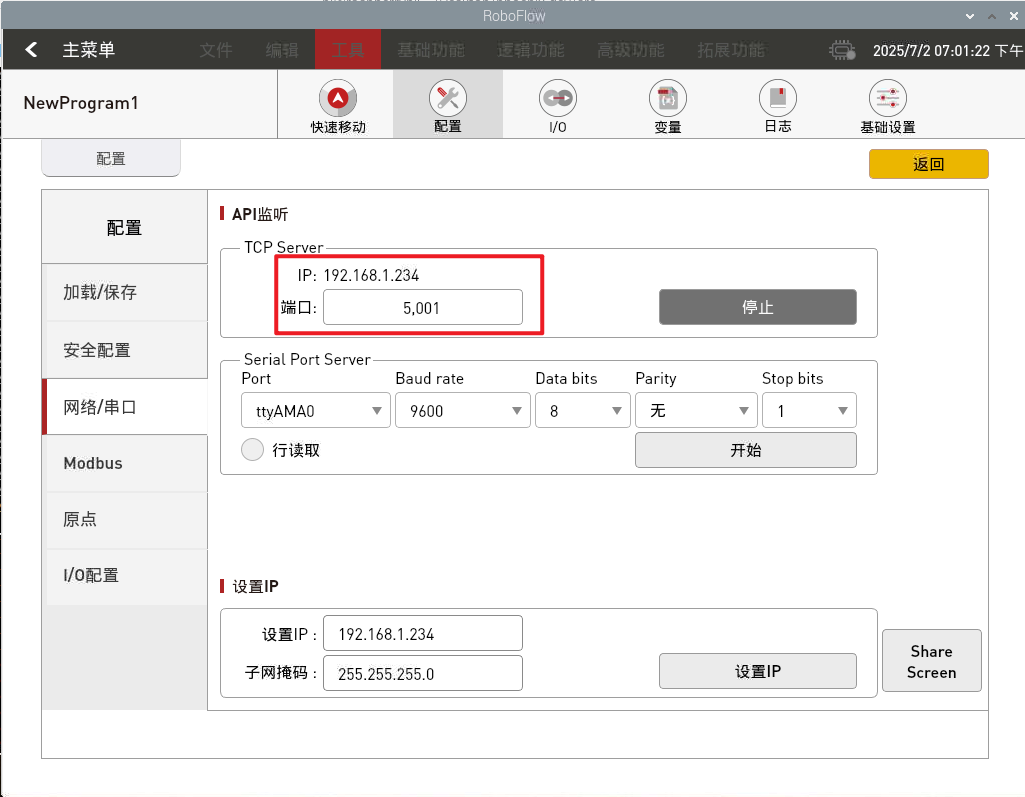 RoboFlow
主菜单 文件 编辑 工具 基础功能 逻辑功能 高级功能 拓展功能 2025/7/2 07:01:22 下午
NewProgram1
快速移动 配置 I/O 变量 日志 基础设置
配置
返回
配置
加载/保存
安全配置
网络/串口
Modbus
原点
I/O配置
API监听
TCP Server
IP: 192.168.1.234
端口: 5,001
停止
Serial Port Server
Port Baud rate Data bits Parity Stop bits
ttyAMA0 9600 8 无 1
行读取
开始
设置IP
设置IP : 192.168.1.234
子网掩码 : 255.255.255.0
设置IP
Share
Screen